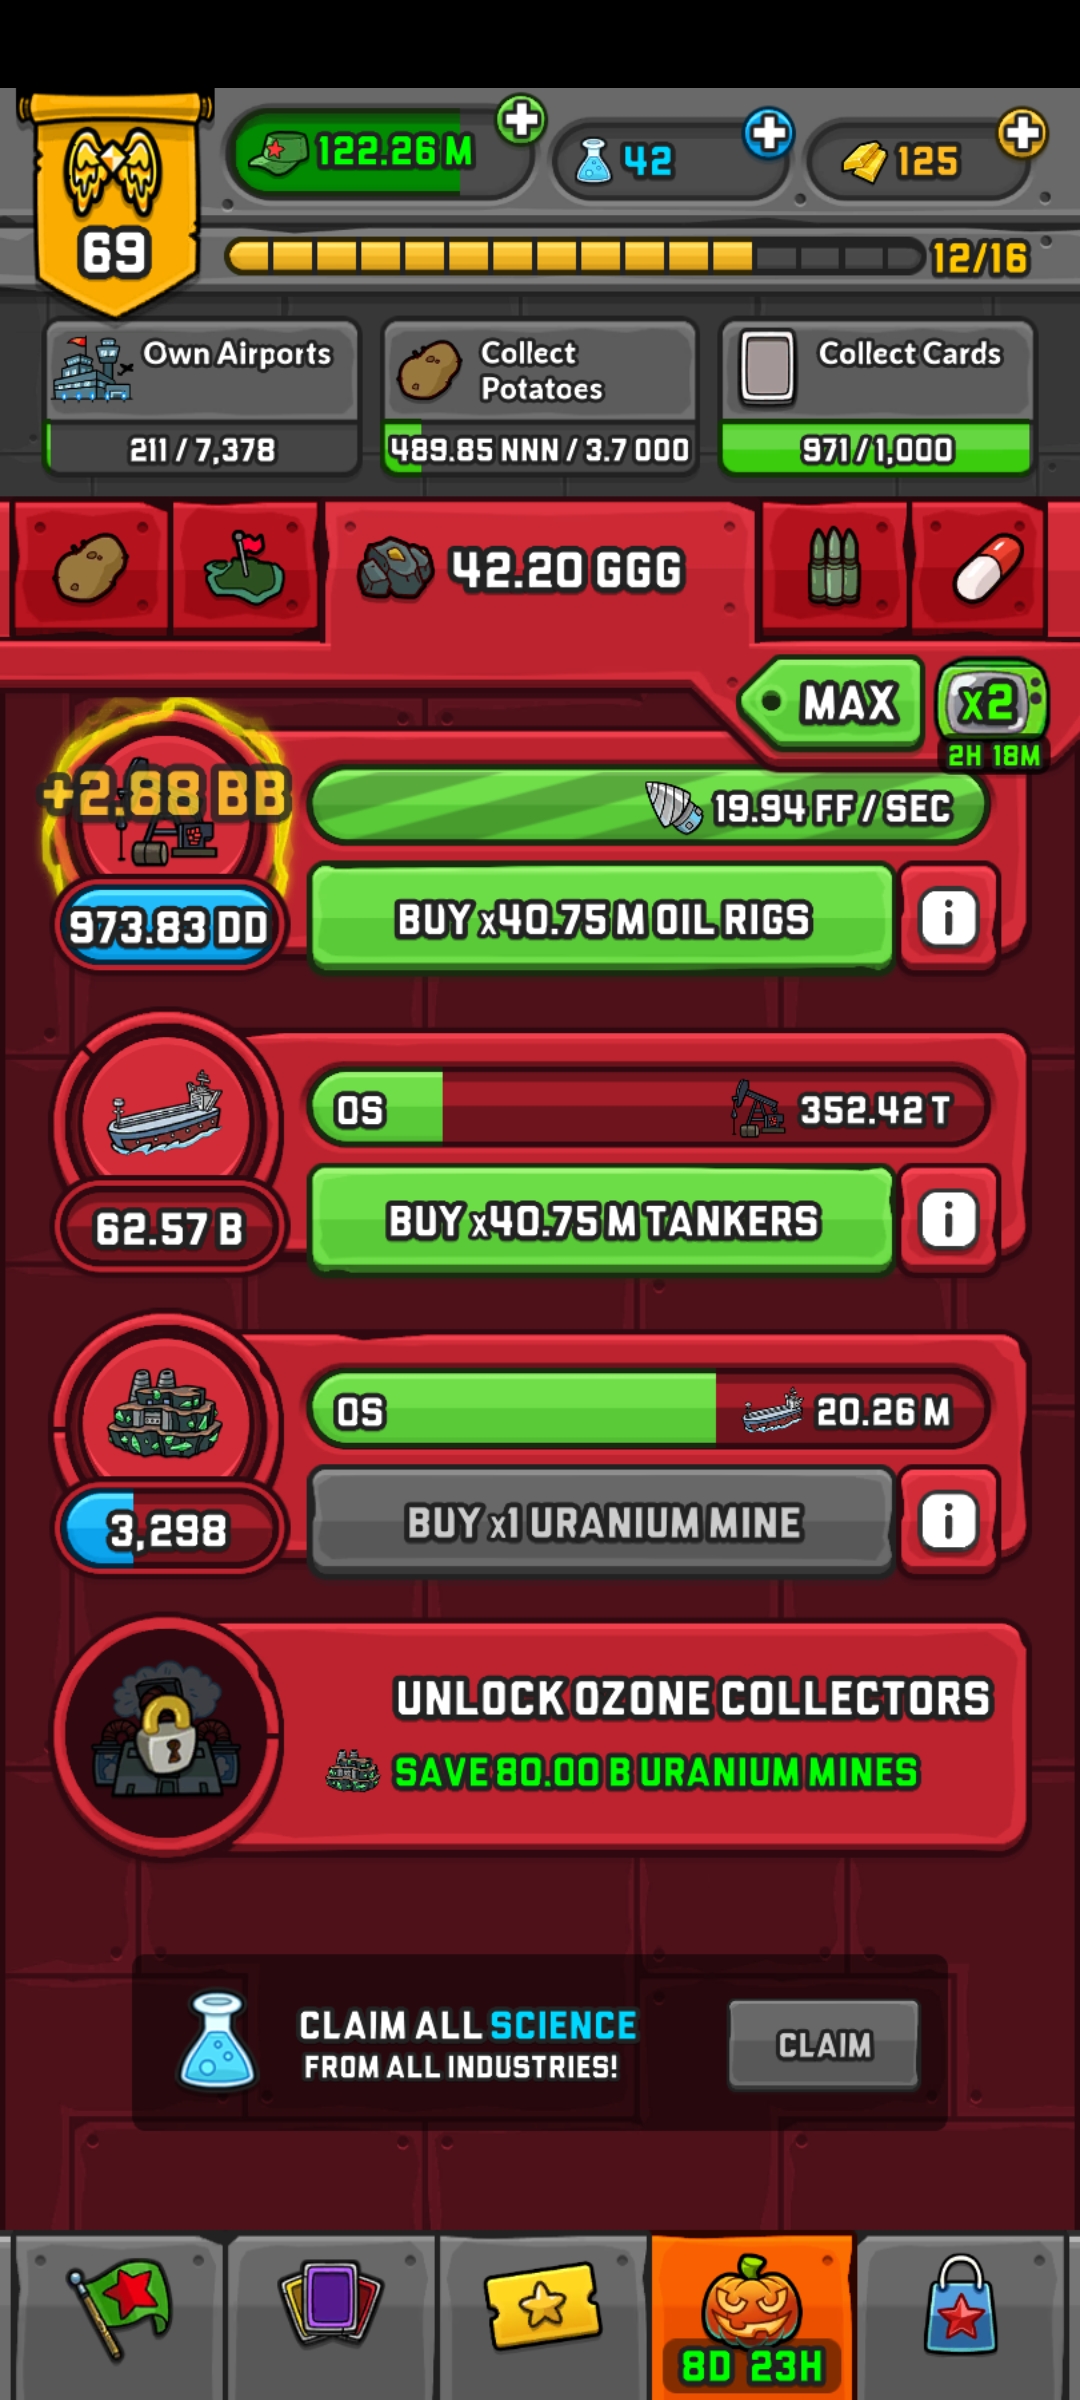 69
122.26 M
42
125
12/16
Own Airports
211 / 7,378
Collect
Potatoes
489.85 NNN / 3.7 OOO
Collect Cards
971 / 1,000
42.20 GGG
MAX
x2
2H 18M
+2.88 BB
19.94 FF / SEC
973.83 DD
BUY x40.75 M OIL RIGS
i
0S
352.42 T
62.57 B
BUY x40.75 M TANKERS
i
0S
20.26 M
3,298
BUY x1 URANIUM MINE
i
UNLOCK OZONE COLLECTORS
SAVE 80.00 B URANIUM MINES
CLAIM ALL SCIENCE
FROM ALL INDUSTRIES!
CLAIM
8D 23H